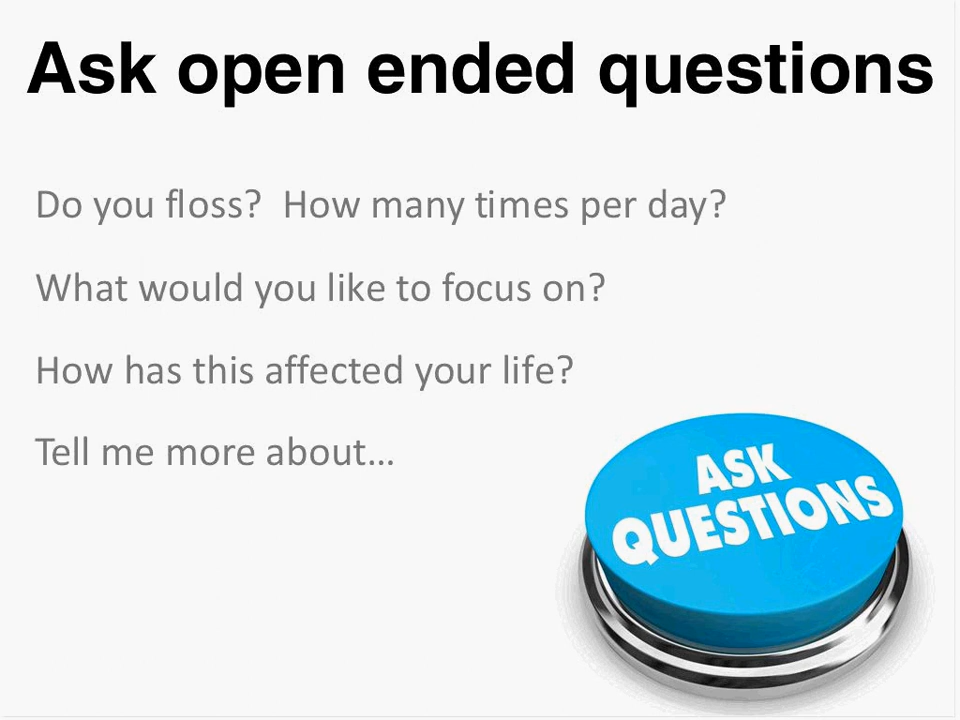 Ask open ended questions
Do you floss?  How many times per day?
What would you like to focus on?
How has this affected your life?
Tell me more about…
ASK
QUESTIONS